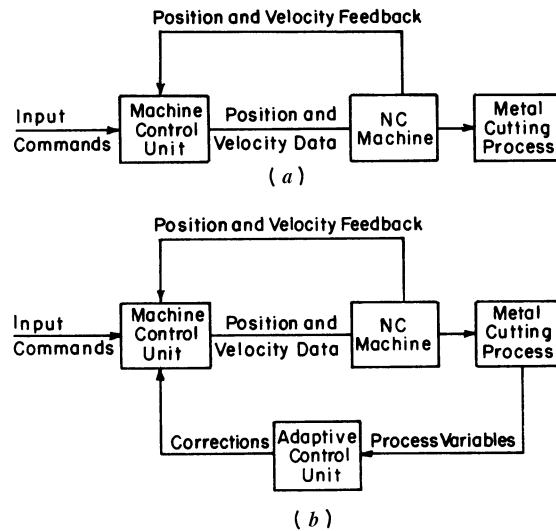 Position and Velocity Feedback
Input
Commands
Machine
Control
Unit
Position and
Velocity Data
NC
Machine
Metal
Cutting
Process
(a)
Position and Velocity Feedback
Input
Commands
Machine
Control
Unit
Position and
Velocity Data
NC
Machine
Metal
Cutting
Process
Corrections
Adaptive
Control
Unit
Process Variables
(b)